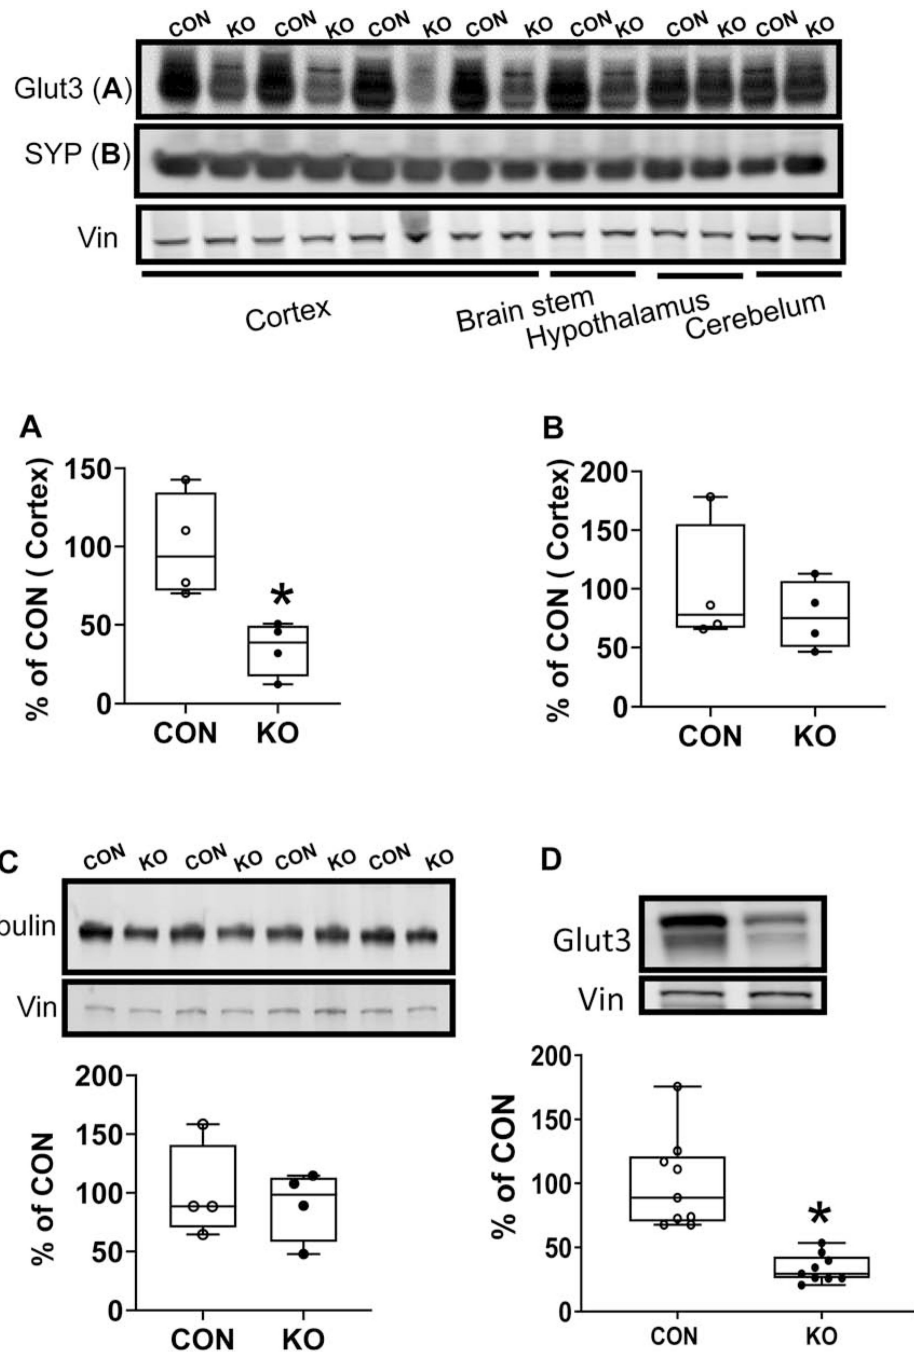 CON KO CON KO CON KO CON KO CON KO CON KO CON KO
Glut3 (A)
SYP (B)
Vin
Cortex
Brain stem
Hypothalamus
Cerebelum
A
% of CON ( Cortex)
150
100
50
0
*
CON KO
B
% of CON ( Cortex)
200
150
100
50
0
CON KO
C
CON KO CON KO CON KO CON KO
bulin
Vin
% of CON
200
150
100
50
0
CON KO
D
Glut3
Vin
% of CON
200
150
100
50
0
*
CON KO